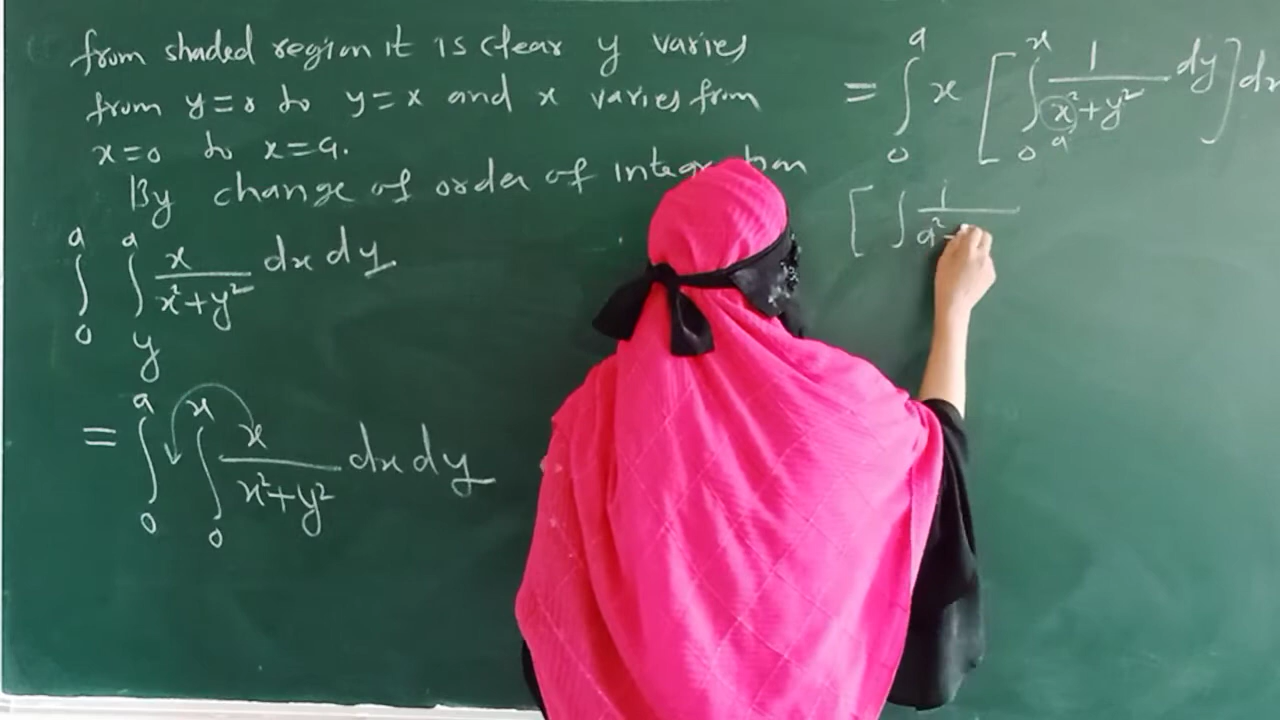 from shaded region it is clear y varies
from y=0 to y=x and x varies from
x=0 to x=a.
By change of order of integration
∫₀ᵃ ∫ᵧᵃ x/(x²+y²) dx dy
= ∫₀ᵃ ∫₀ˣ x/(x²+y²) dx dy
= ∫₀ᵃ x [ ∫₀ˣ 1/(x²+y²) dy ] dx
a
[ ∫ 1/(a²-